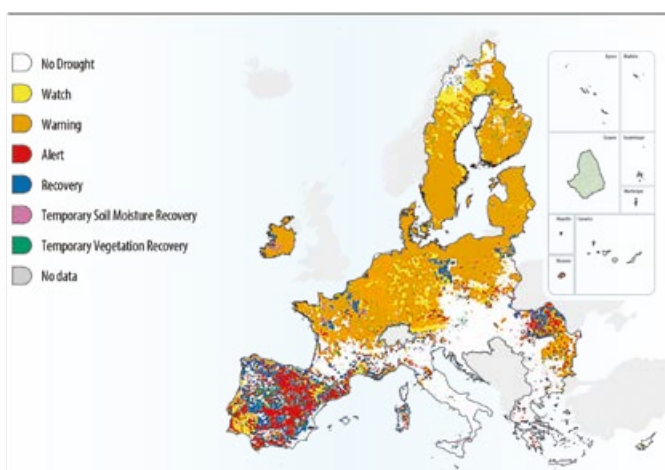 No Drought
Watch
Warning
Alert
Recovery
Temporary Soil Moisture Recovery
Temporary Vegetation Recovery
No data
Azores
Madeira
Guyane
Guadeloupe
Martinique
Mayotte
Canarias
Réunion